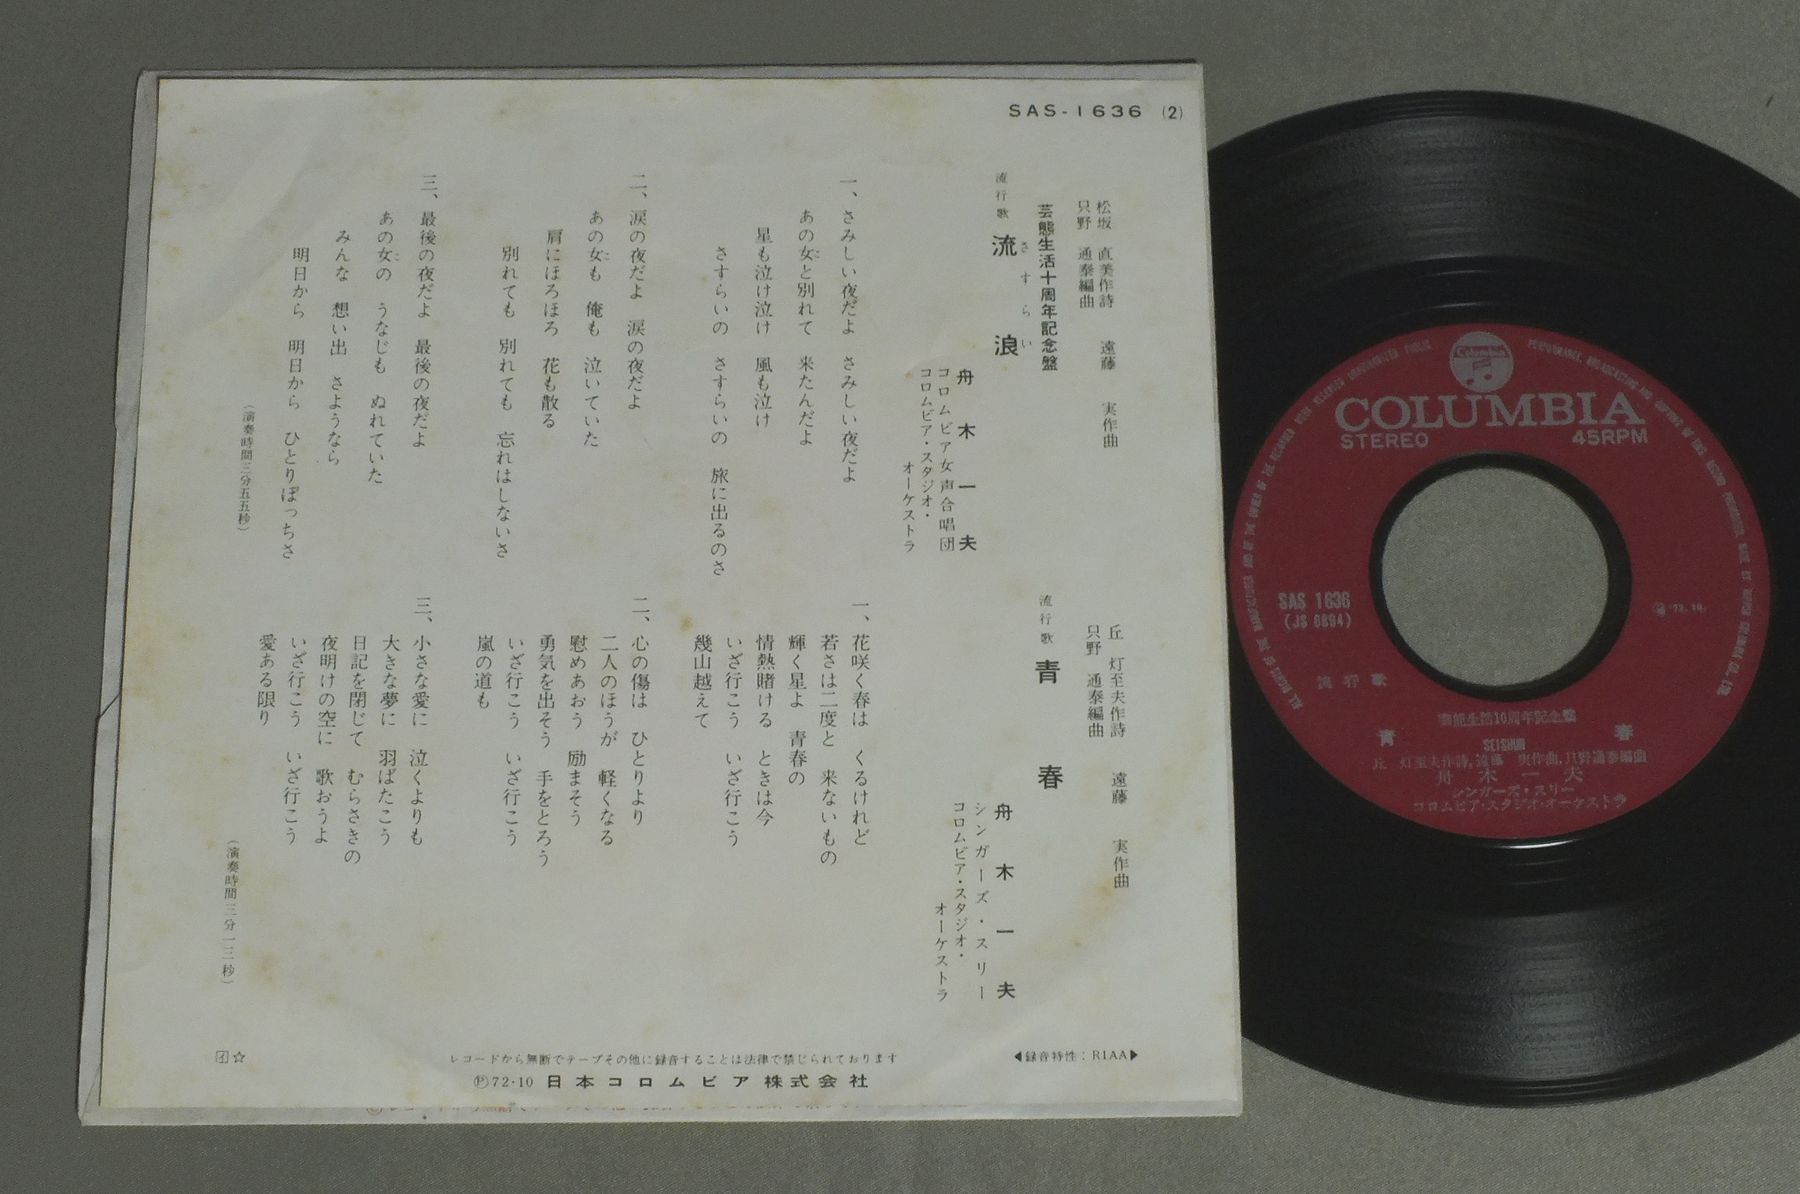 SAS-1636 (2)
松坂 直美作詩 遠藤 実作曲
只野 通泰編曲
芸能生活十周年記念盤
流行歌 流浪
さすらい
舟木一夫
コロムビア女声合唱団
コロムビア・スタジオ・オーケストラ
一、さみしい夜だよ さみしい夜だよ
あの女と別れて 来たんだよ
星も泣け泣け 風も泣け
さすらいの さすらいの 旅に出るのさ
二、涙の夜だよ 涙の夜だよ
あの女も 俺も 泣いていた
肩にほろほろ 花も散る
別れても 別れても 忘れはしないさ
三、最後の夜だよ 最後の夜だよ
あの女の うなじも ぬれていた
みんな 想い出 さようなら
明日から 明日から ひとりぼっちさ
(演奏時間三分五五秒)
丘 灯至夫作詩 遠藤 実作曲
只野 通泰編曲
流行歌 青春
舟木一夫
シンガーズ・スリー
コロムビア・スタジオ・オーケストラ
一、花咲く春は くるけれど
若さは二度と 来ないもの
輝く星よ 青春の
情熱賭ける ときは今
いざ行こう いざ行こう
幾山越えて
二、心の傷は ひとりより
二人のほうが 軽くなる
慰めあおう 励まそう
勇気を出そう 手をとろう
いざ行こう いざ行こう
嵐の道も
三、小さな愛に 泣くよりも
大きな夢に 羽ばたこう
日記を閉じて むらさきの
夜明けの空に 歌おうよ
いざ行こう いざ行こう
愛ある限り
(演奏時間三分一三秒)
イ☆
レコードから無断でテープその他に録音することは法律で禁じられております
◀録音特性:RIAA▶
Ⓟ72・10 日本コロムビア株式会社
Columbia
COLUMBIA
STEREO 45RPM
SAS 1636
(JS 6894)
Ⓟ '72. 10.
流行歌
芸能生活10周年記念盤
青春
SEISHUN
丘 灯至夫作詩,遠藤 実作曲,只野通泰編曲
舟木一夫
シンガーズ・スリー
コロムビア・スタジオ・オーケストラ